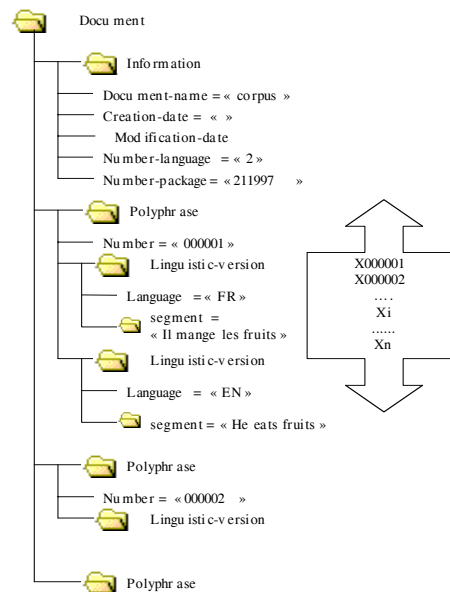 Document
Information
Document-name = « corpus »
Creation-date = « »
Modification-date
Number-language = « 2 »
Number-package= « 211997 »
Polyphrase
Number = « 000001 »
Linguistic-version
Language = « FR »
segment =
« Il mange les fruits »
Linguistic-version
Language = « EN »
segment = « He eats fruits »
Polyphrase
Number = « 000002 »
Linguistic-version
Polyphrase
X000001
X000002
....
Xi
......
Xn